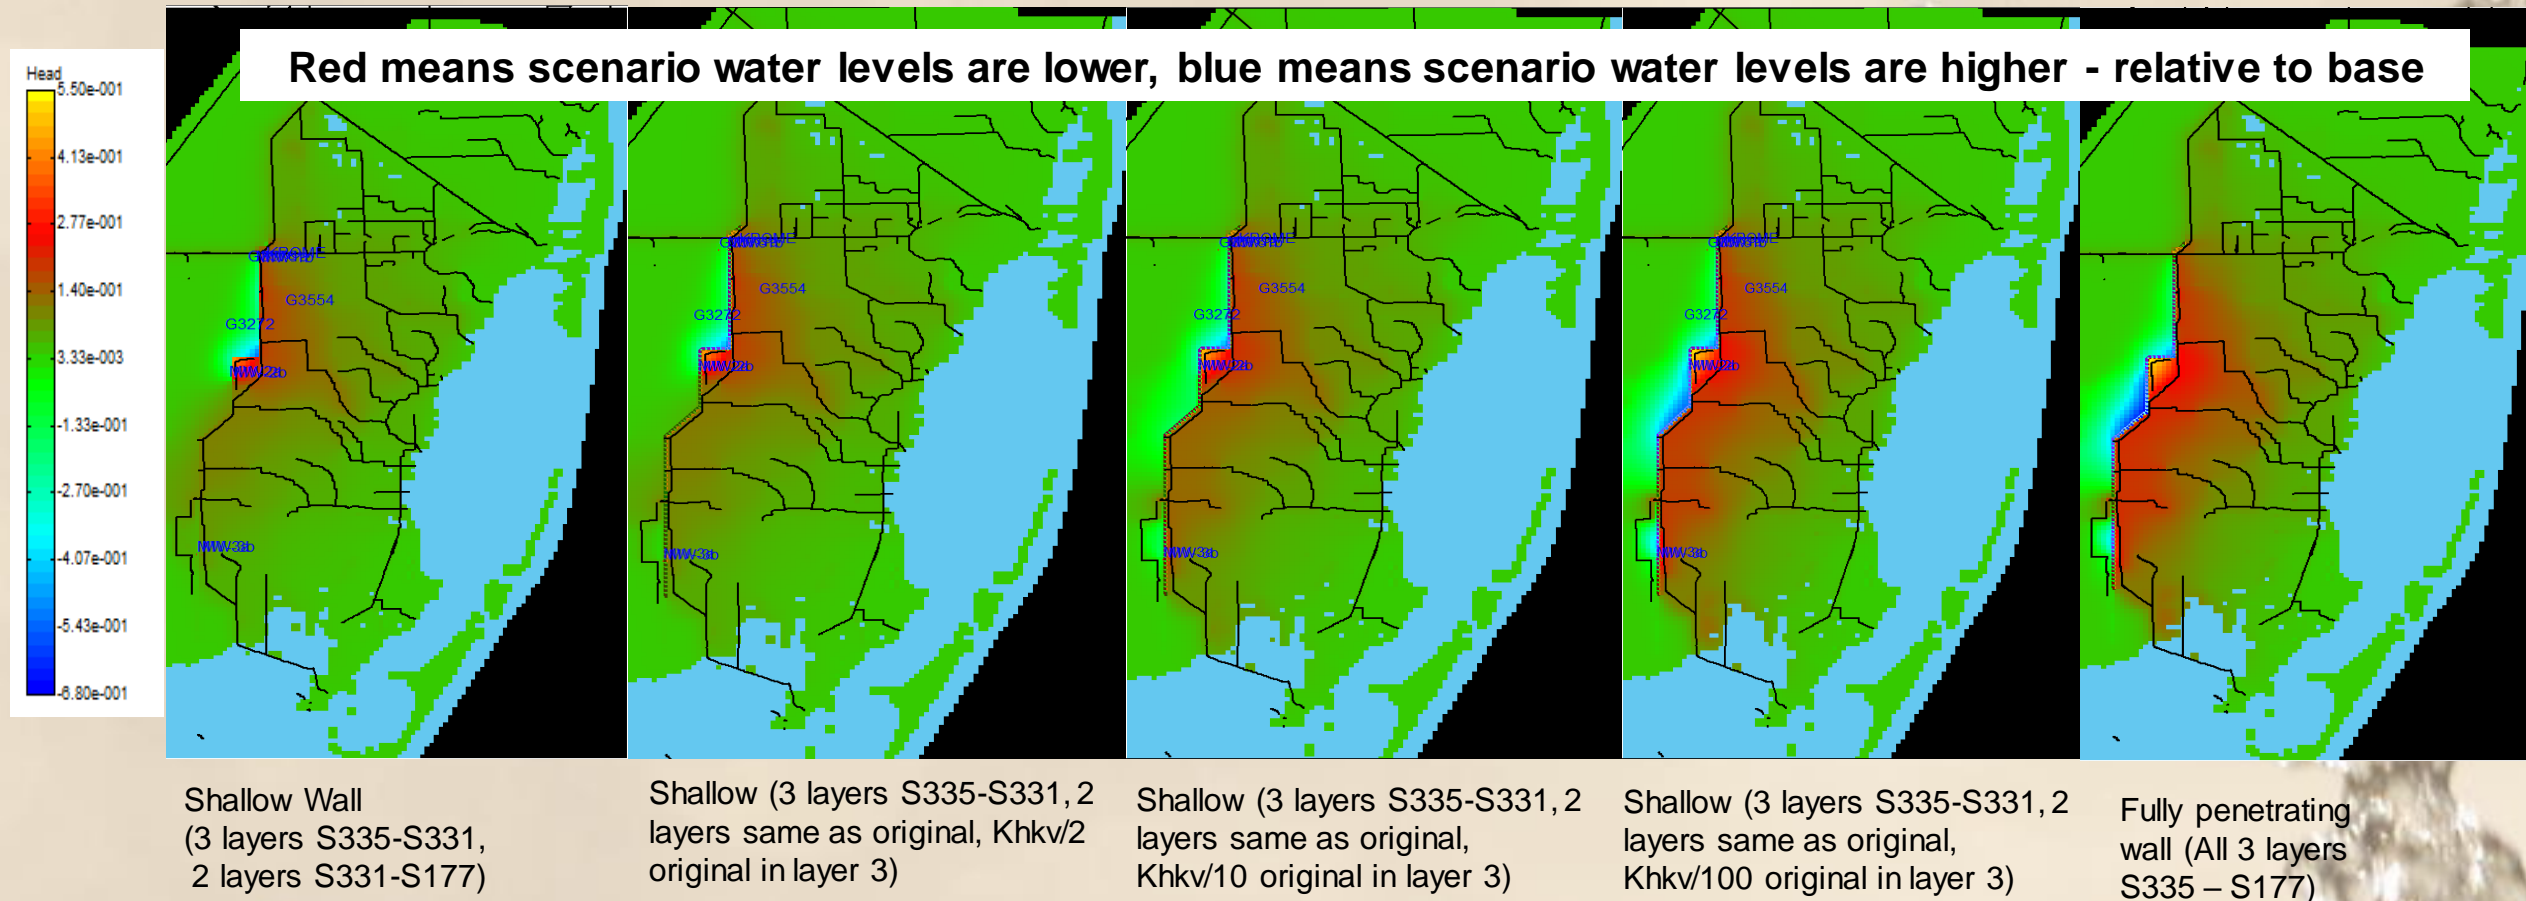 Red means scenario water levels are lower, blue means scenario water levels are higher - relative to base
Head
5.50e-001
4.13e-001
2.77e-001
1.40e-001
3.33e-003
-1.33e-001
-2.70e-001
-4.07e-001
-5.43e-001
-6.80e-001
G3554
G3272
G3554
G3272
G3554
G3272
G3554
G3272
Shallow Wall
(3 layers S335-S331,
2 layers S331-S177)
Shallow (3 layers S335-S331, 2
layers same as original, Khkv/2
original in layer 3)
Shallow (3 layers S335-S331, 2
layers same as original,
Khkv/10 original in layer 3)
Shallow (3 layers S335-S331, 2
layers same as original,
Khkv/100 original in layer 3)
Fully penetrating
wall (All 3 layers
S335 – S177)